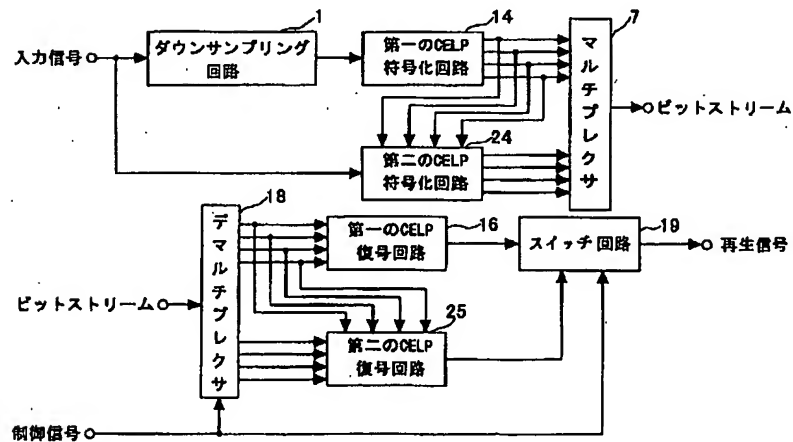 1
14
7
入力信号
ダウンサンプリング
回路
第一のCELP
符号化回路
マルチプレクサ
ビットストリーム
24
第二のCELP
符号化回路
18
16
19
デマルチプレクサ
第一のCELP
復号回路
スイッチ回路
再生信号
ビットストリーム
25
第二のCELP
復号回路
制御信号